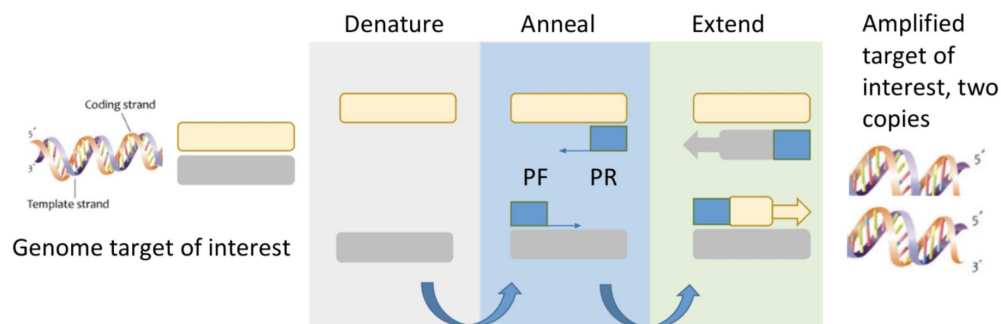 Denature
Anneal
Extend
Amplified
target of
interest, two
copies
Coding strand
5´
3´
Template strand
Genome target of interest
PF
PR
5´
5´
3´